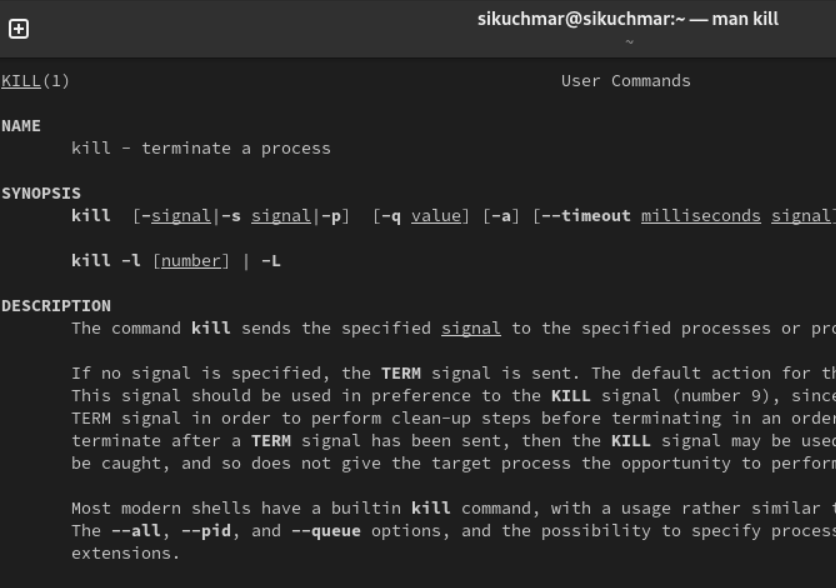 sikuchmar@sikuchmar:~ — man kill
~
KILL(1) User Commands
NAME
kill - terminate a process
SYNOPSIS
kill [-signal|-s signal|-p] [-q value] [-a] [--timeout milliseconds signal]
kill -l [number] | -L
DESCRIPTION
The command kill sends the specified signal to the specified processes or
If no signal is specified, the TERM signal is sent. The default action for
This signal should be used in preference to the KILL signal (number 9), since
TERM signal in order to perform clean-up steps before terminating in an
terminate after a TERM signal has been sent, then the KILL signal may be used
be caught, and so does not give the target process the opportunity to perform
Most modern shells have a builtin kill command, with a usage rather similar
The --all, --pid, and --queue options, and the possibility to specify
extensions.